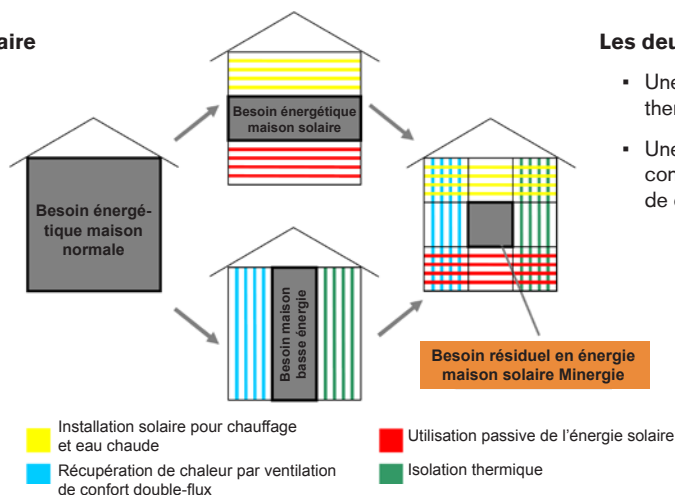 aire
Les deu
▪ Une
ther
▪ Une
con
de
Besoin énergétique
maison solaire
Besoin énergé-
tique maison
normale
Besoin maison
basse énergie
Besoin résiduel en énergie
maison solaire Minergie
Installation solaire pour chauffage
et eau chaude
Utilisation passive de l’énergie solaire
Récupération de chaleur par ventilation
de confort double-flux
Isolation thermique